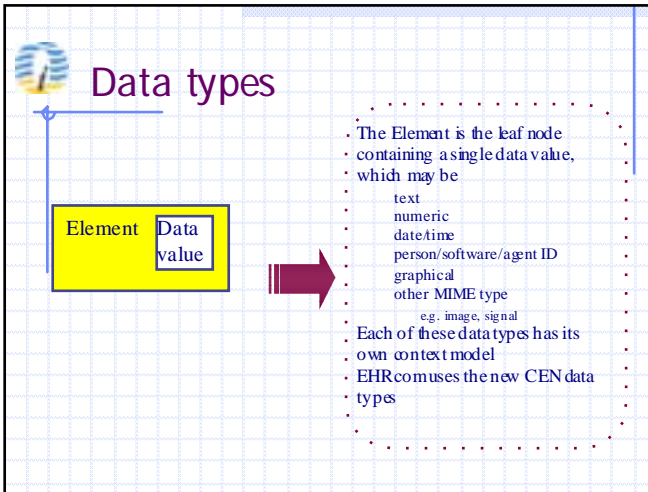 Data types
Element Data
value
The Element is the leaf node
containing a single data value,
which may be
text
numeric
date/time
person/software/agent ID
graphical
other MIME type
e.g. image, signal
Each of these data types has its
own context model
EHRcom uses the new CEN data
types